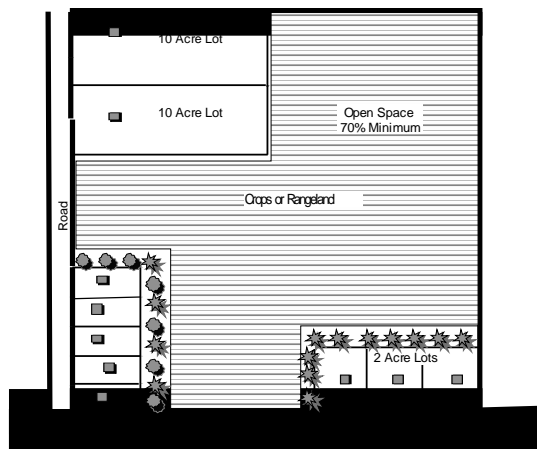 10 Acre Lot
10 Acre Lot
Open Space
70% Minimum
Crops or Rangeland
Road
2 Acre Lots